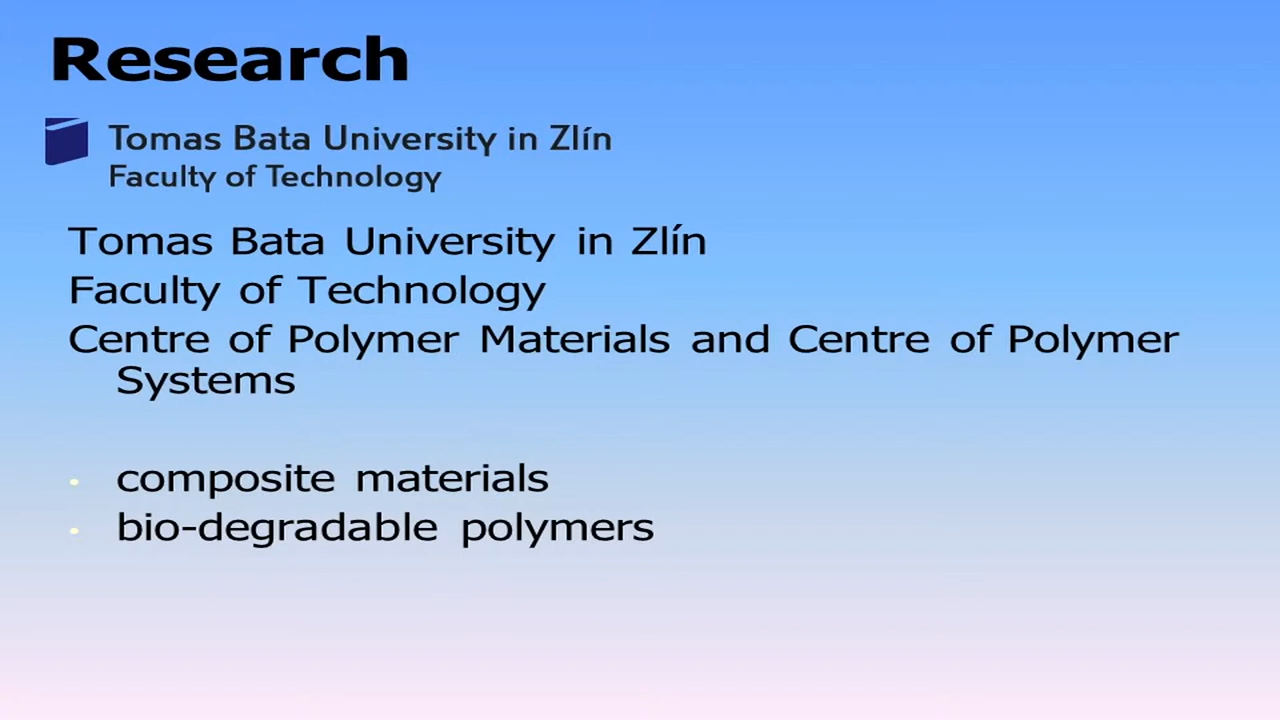 Research
Tomas Bata University in Zlín
Faculty of Technology
Tomas Bata University in Zlín
Faculty of Technology
Centre of Polymer Materials and Centre of Polymer
Systems
• composite materials
• bio-degradable polymers